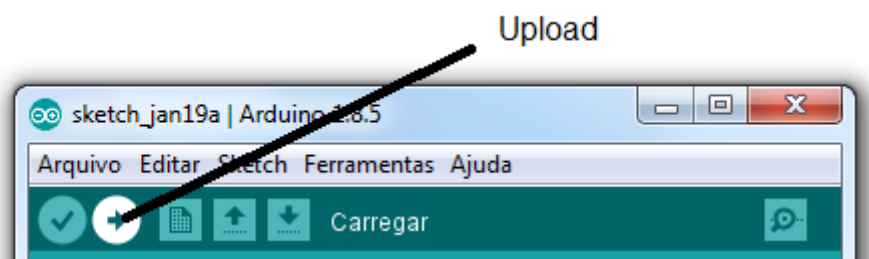 Upload
sketch_jan19a | Arduino 1.8.5
Arquivo Editar Sketch Ferramentas Ajuda
Carregar